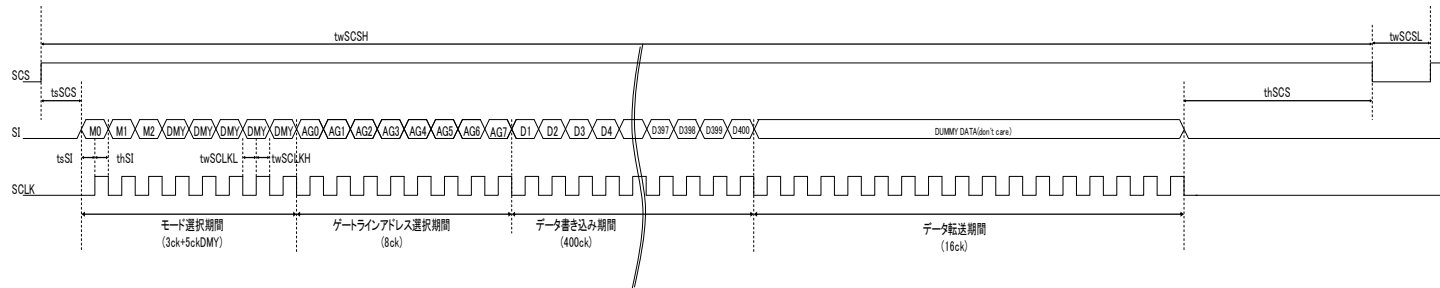 twSCSH
twSCSL
SCS
tsSCS
thSCS
SI
M0 M1 M2 DMY DMY DMY DMY DMY AG0 AG1 AG2 AG3 AG4 AG5 AG6 AG7 D1 D2 D3 D4 D397 D398 D399 D400 DUMMY DATA(don't care)
tsSI thSI twSCLKL twSCLKH
SCLK
モード選択期間 ゲートラインアドレス選択期間 データ書き込み期間 データ転送期間
(3ck+5ckDMY) (8ck) (400ck) (16ck)